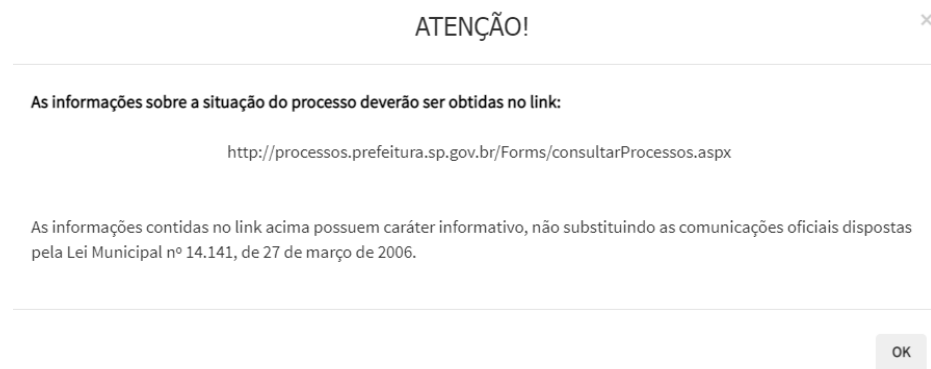 ATENÇÃO!
×
As informações sobre a situação do processo deverão ser obtidas no link:
http://processos.prefeitura.sp.gov.br/Forms/consultarProcessos.aspx
As informações contidas no link acima possuem caráter informativo, não substituindo as comunicações oficiais dispostas
pela Lei Municipal nº 14.141, de 27 de março de 2006.
OK